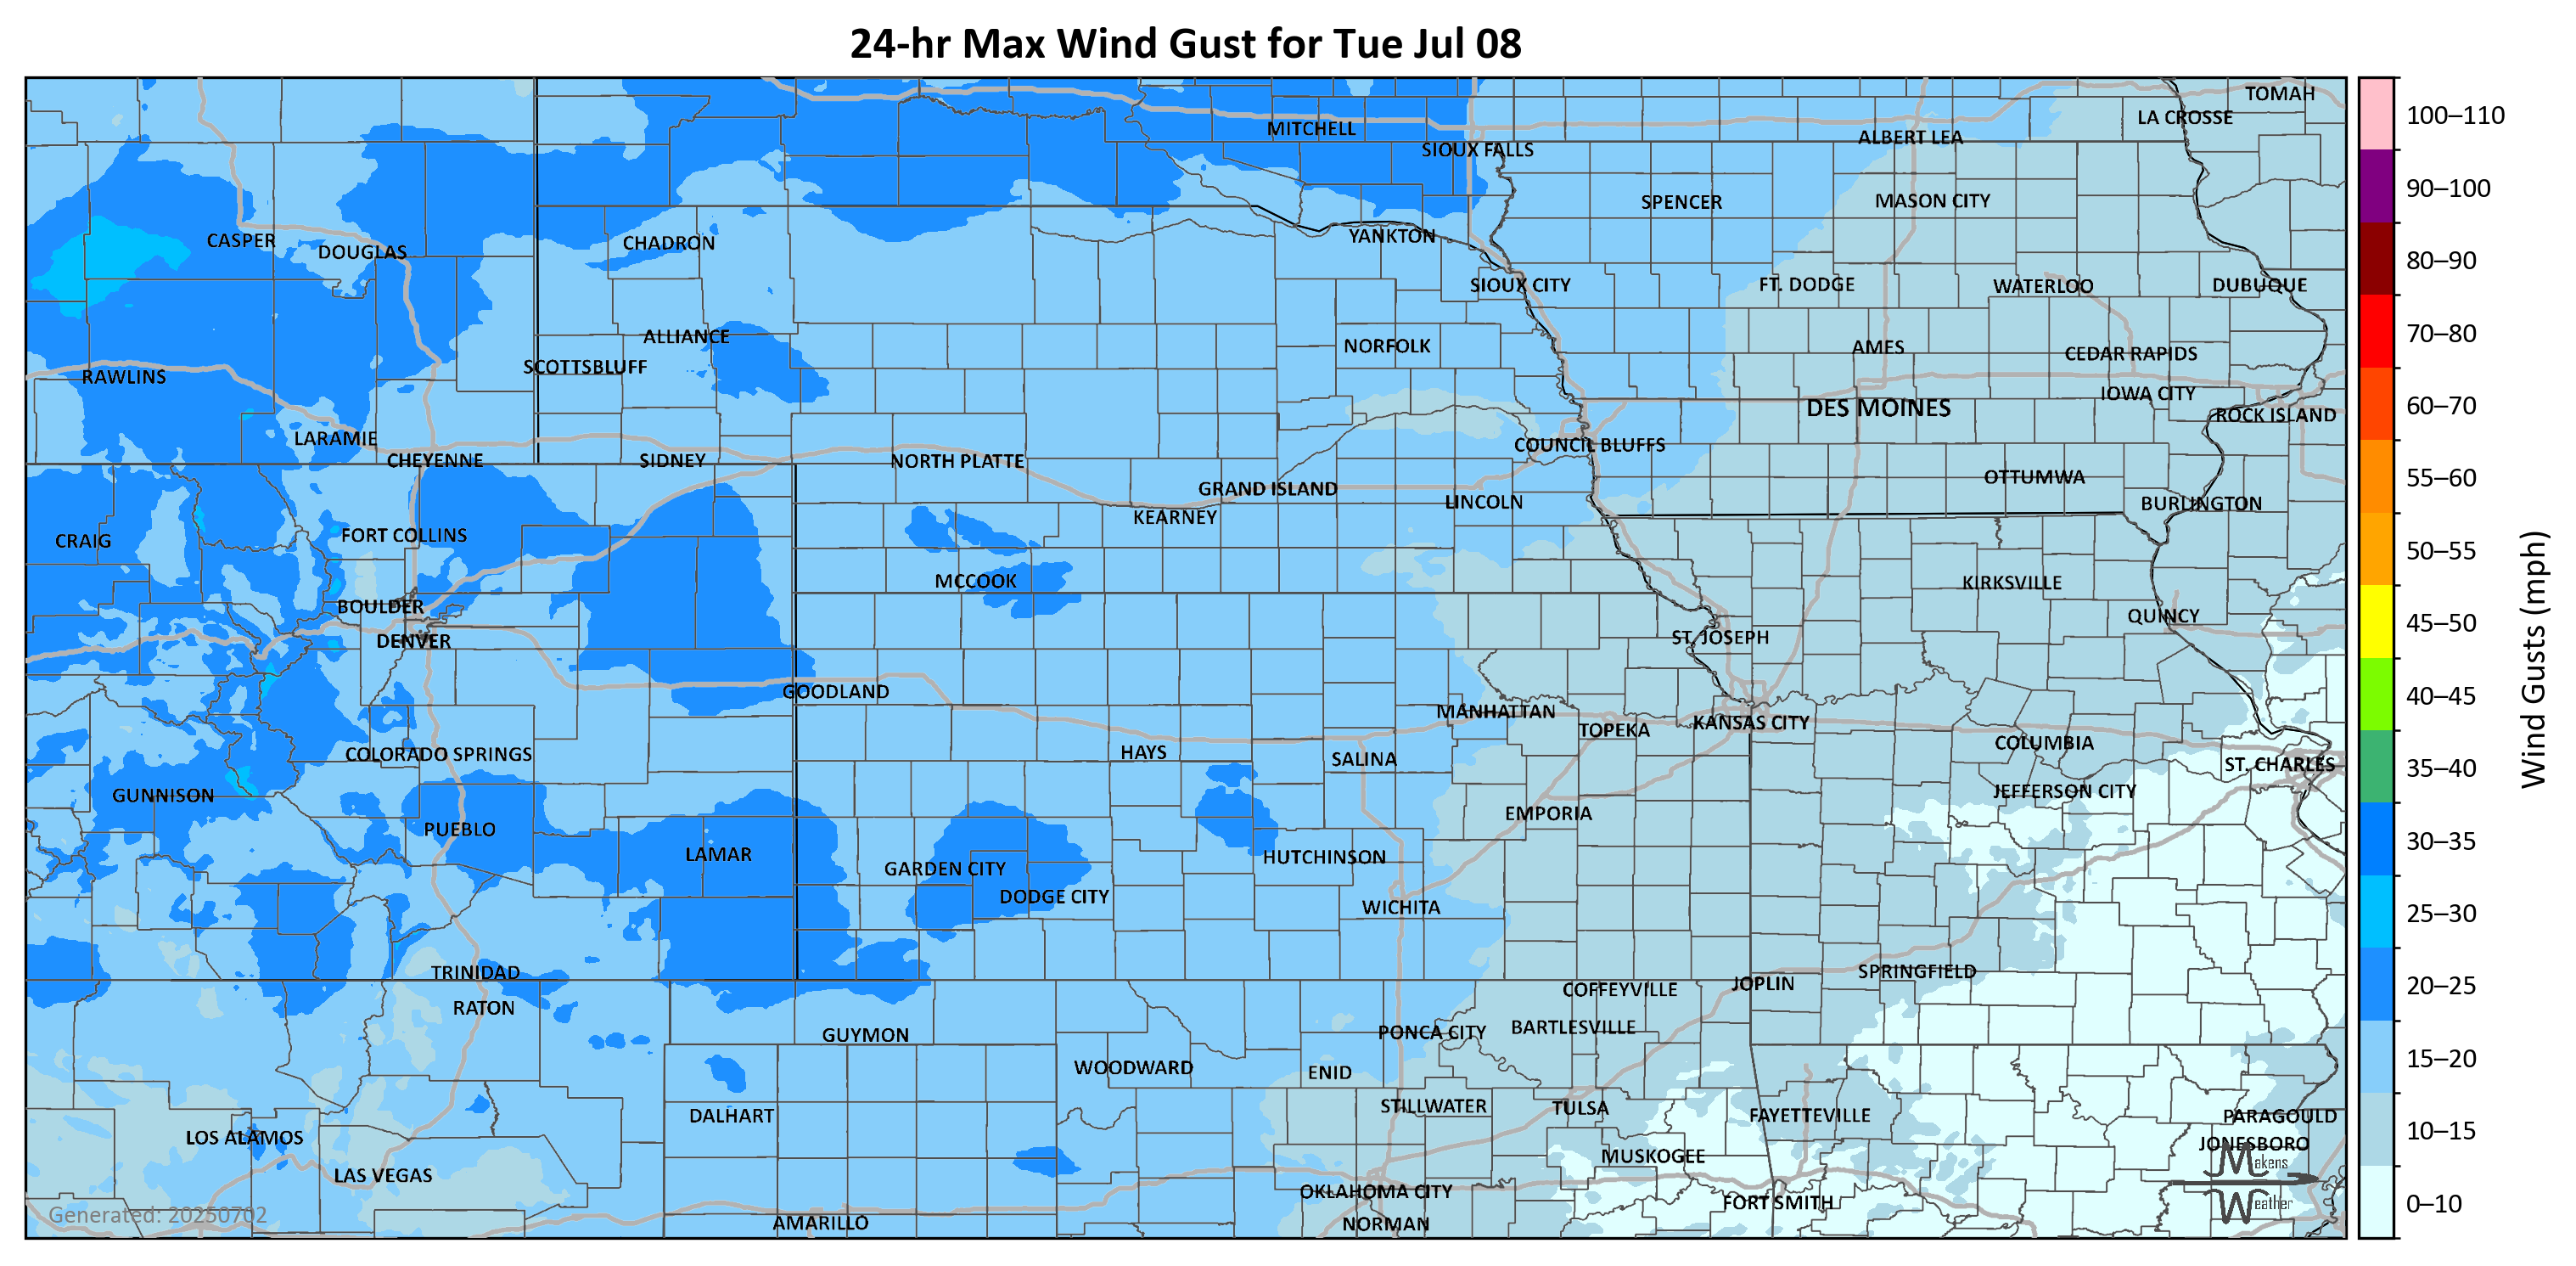 24-hr Max Wind Gust for Tue Jul 08
TOMAH
LA CROSSE
MITCHELL
ALBERT LEA
SIOUX FALLS
SPENCER
MASON CITY
CASPER
DOUGLAS
CHADRON
YANKTON
SIOUX CITY
FT. DODGE
WATERLOO
DUBUQUE
ALLIANCE
NORFOLK
AMES
CEDAR RAPIDS
SCOTTSBLUFF
RAWLINS
IOWA CITY
DES MOINES
ROCK ISLAND
LARAMIE
COUNCIL BLUFFS
CHEYENNE
SIDNEY
NORTH PLATTE
OTTUMWA
GRAND ISLAND
LINCOLN
BURLINGTON
KEARNEY
CRAIG
FORT COLLINS
MCCOOK
KIRKSVILLE
BOULDER
QUINCY
DENVER
ST. JOSEPH
GOODLAND
MANHATTAN
TOPEKA
KANSAS CITY
COLORADO SPRINGS
HAYS
SALINA
COLUMBIA
ST. CHARLES
GUNNISON
JEFFERSON CITY
EMPORIA
PUEBLO
LAMAR
GARDEN CITY
HUTCHINSON
DODGE CITY
WICHITA
TRINIDAD
SPRINGFIELD
JOPLIN
COFFEYVILLE
RATON
GUYMON
PONCA CITY
BARTLESVILLE
WOODWARD
ENID
DALHART
STILLWATER
TULSA
FAYETTEVILLE
PARAGOULD
LOS ALAMOS
JONESBORO
LAS VEGAS
MUSKOGEE
OKLAHOMA CITY
FORT SMITH
AMARILLO
NORMAN
Generated: 20250702
Makens
Weather
100–110
90–100
80–90
70–80
60–70
55–60
50–55
45–50
40–45
35–40
30–35
25–30
20–25
15–20
10–15
0–10
Wind Gusts (mph)